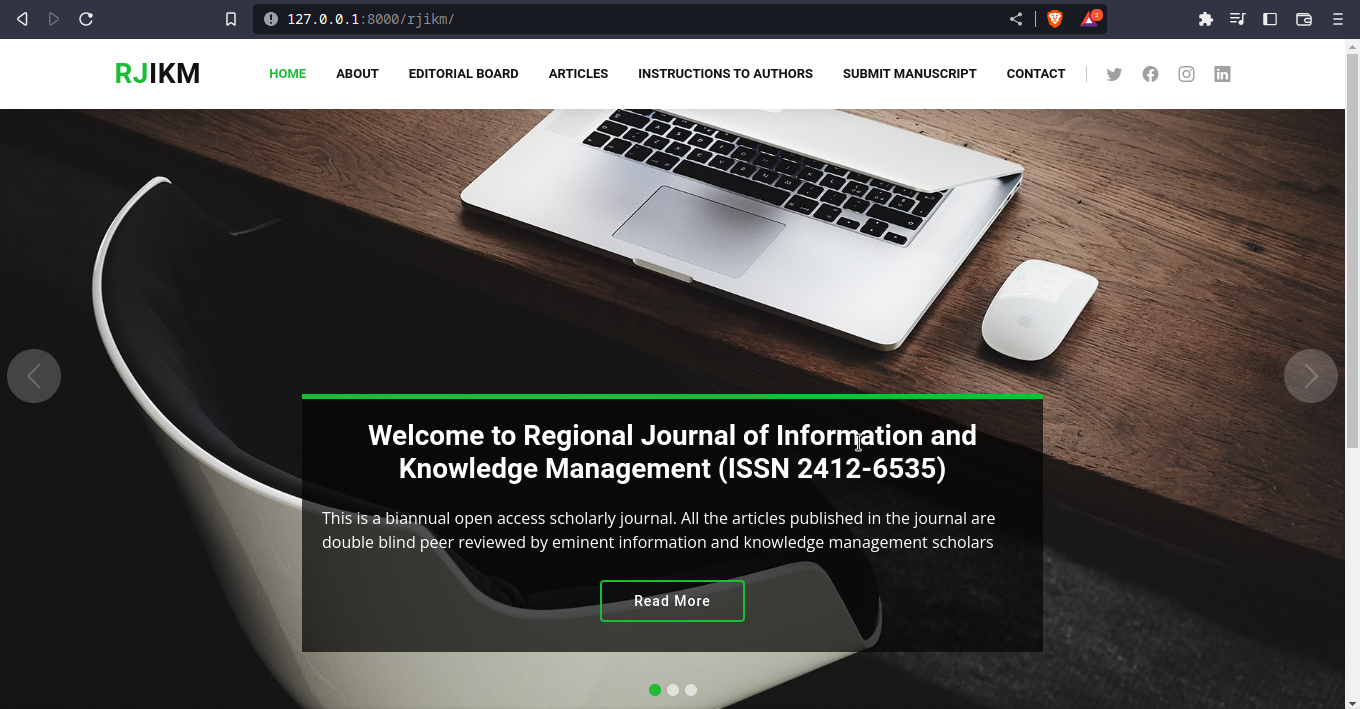 127.0.0.1:8000/rjikm/
2
RJIKM HOME ABOUT EDITORIAL BOARD ARTICLES INSTRUCTIONS TO AUTHORS SUBMIT MANUSCRIPT CONTACT
Welcome to Regional Journal of Information and
Knowledge Management (ISSN 2412-6535)
This is a biannual open access scholarly journal. All the articles published in the journal are
double blind peer reviewed by eminent information and knowledge management scholars
Read More